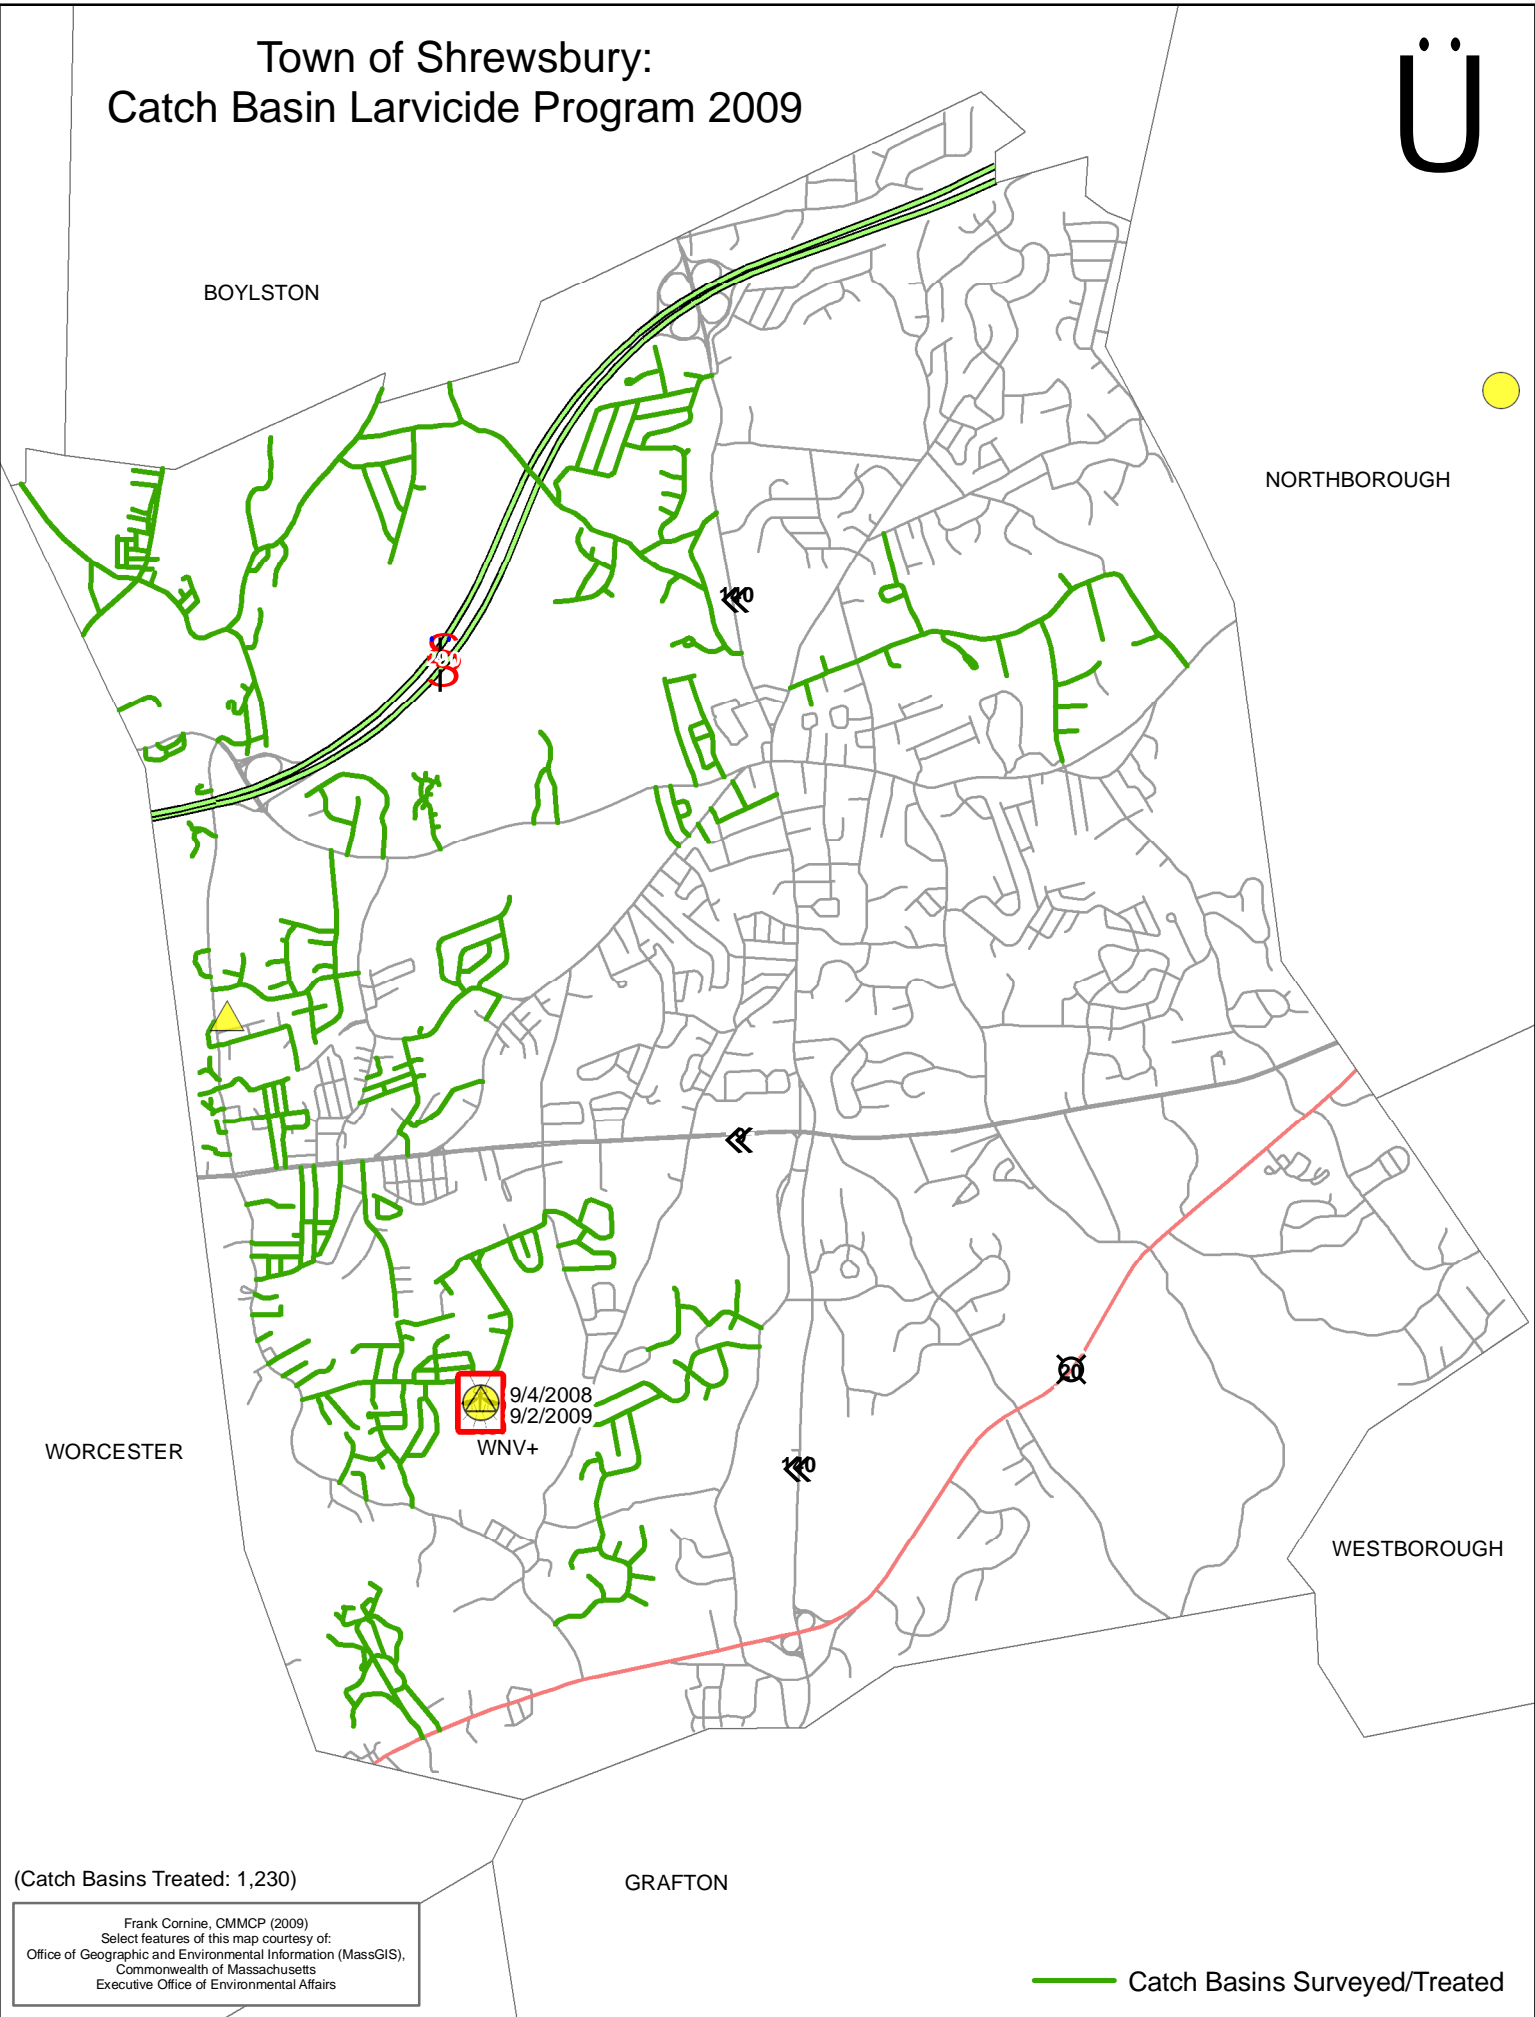 Town of Shrewsbury:
Catch Basin Larvicide Program 2009
Ü
BOYLSTON
NORTHBOROUGH
140
290
9
9/4/2008
9/2/2009
WNV+
20
WORCESTER
140
WESTBOROUGH
(Catch Basins Treated: 1,230)
GRAFTON
Frank Cornine, CMMCP (2009)
Select features of this map courtesy of:
Office of Geographic and Environmental Information (MassGIS),
Commonwealth of Massachusetts
Executive Office of Environmental Affairs
Catch Basins Surveyed/Treated